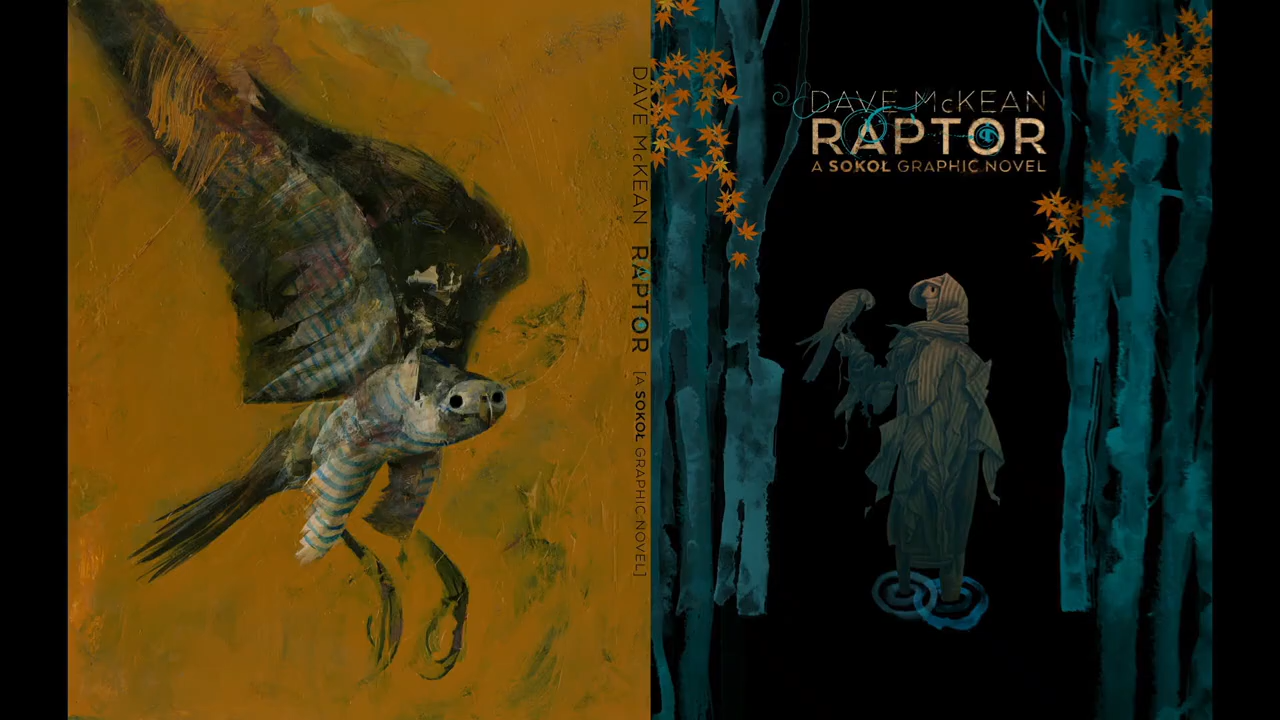 DAVE McKEAN RAPTOR [A SOKOŁ GRAPHIC NOVEL]
DAVE McKEAN
RAPTOR
A SOKOŁ GRAPHIC NOVEL